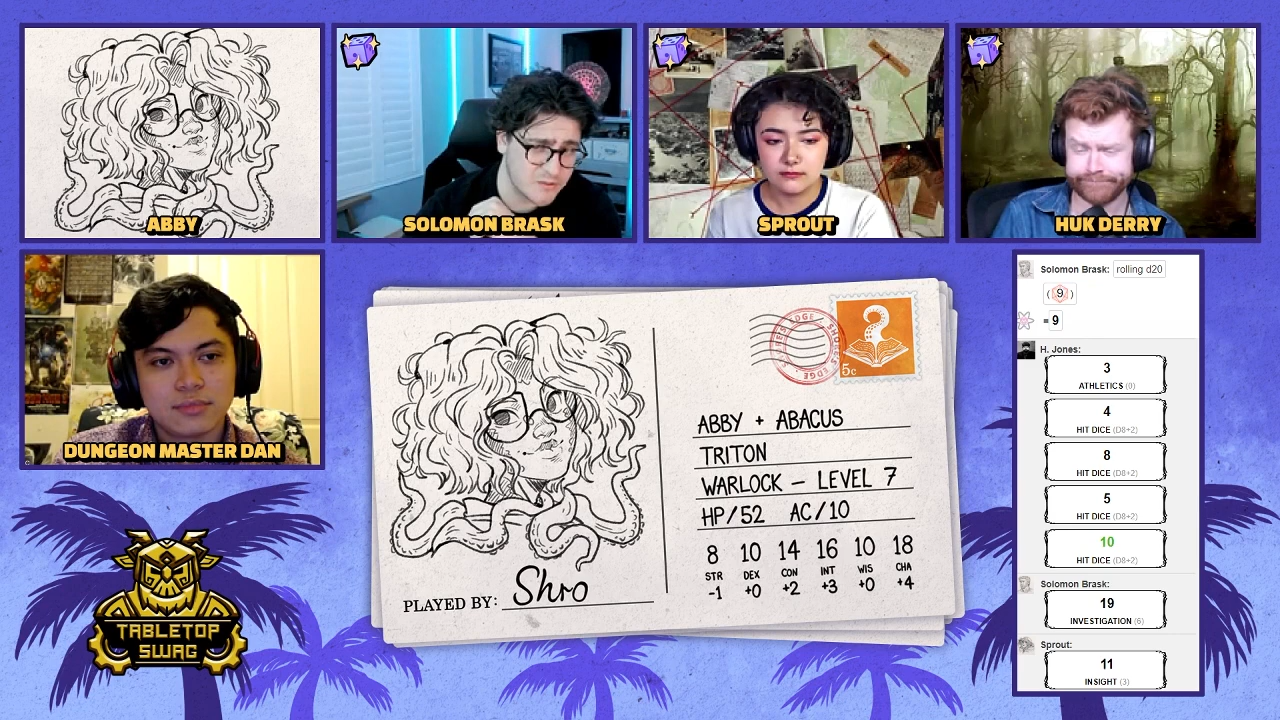 ABBY
SOLOMON BRASK
SPROUT
HUK DERRY
DUNGEON MASTER DAN
TABLETOP
SWAG
5c
ABBY + ABACUS
TRITON
WARLOCK – LEVEL 7
HP/52 AC/10
8 10 14 16 10 18
STR DEX CON INT WIS CHA
-1 +0 +2 +3 +0 +4
PLAYED BY: Shro
Solomon Brask: rolling d20
(9)
= 9
H. Jones:
3
ATHLETICS (0)
4
HIT DICE (D8+2)
8
HIT DICE (D8+2)
5
HIT DICE (D8+2)
10
HIT DICE (D8+2)
Solomon Brask:
19
INVESTIGATION (6)
Sprout:
11
INSIGHT (3)